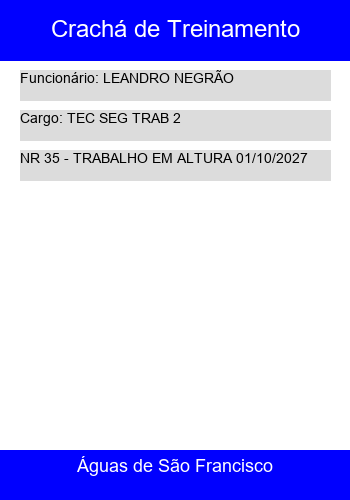 Crachá de Treinamento
Funcionário: LEANDRO NEGRÃO
Cargo: TEC SEG TRAB 2
NR 35 - TRABALHO EM ALTURA 01/10/2027
Águas de São Francisco